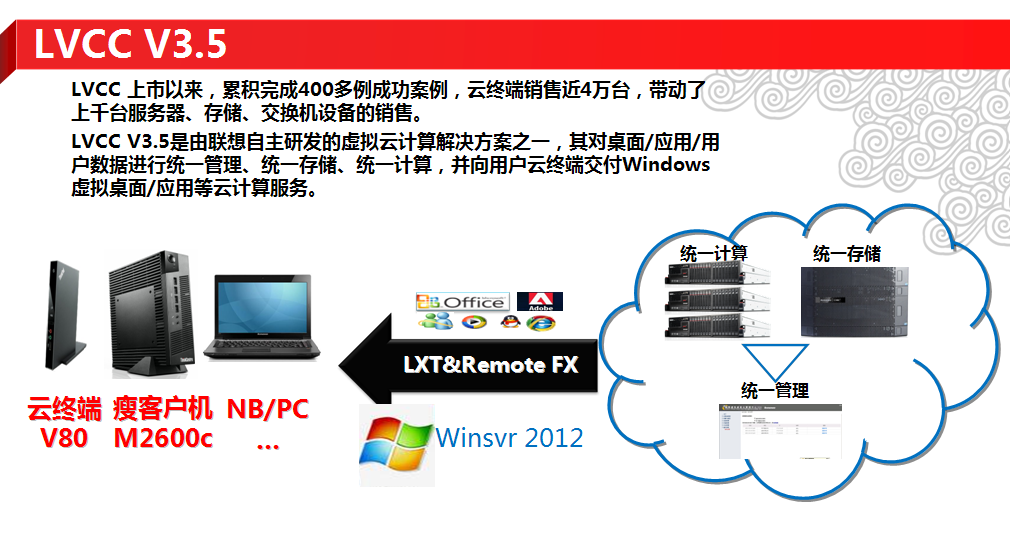 LVCC V3.5
LVCC 上市以来，累积完成400多例成功案例，云终端销售近4万台，带动了
上千台服务器、存储、交换机设备的销售。
LVCC V3.5是由联想自主研发的虚拟云计算解决方案之一，其对桌面/应用/用
户数据进行统一管理、统一存储、统一计算，并向用户云终端交付Windows
虚拟桌面/应用等云计算服务。
统一计算
统一存储
Office
Adobe
LXT&Remote FX
统一管理
云终端
V80
瘦客户机
M2600c
NB/PC
...
Winsvr 2012